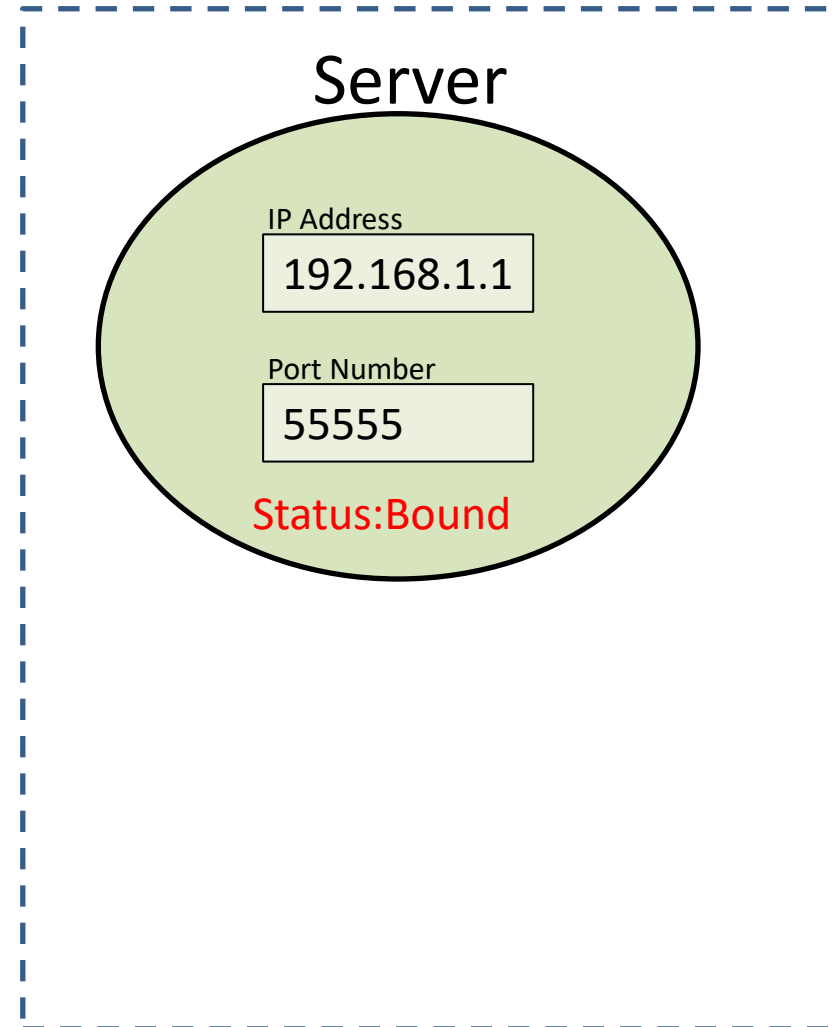 Server
IP Address
192.168.1.1
Port Number
55555
Status:Bound